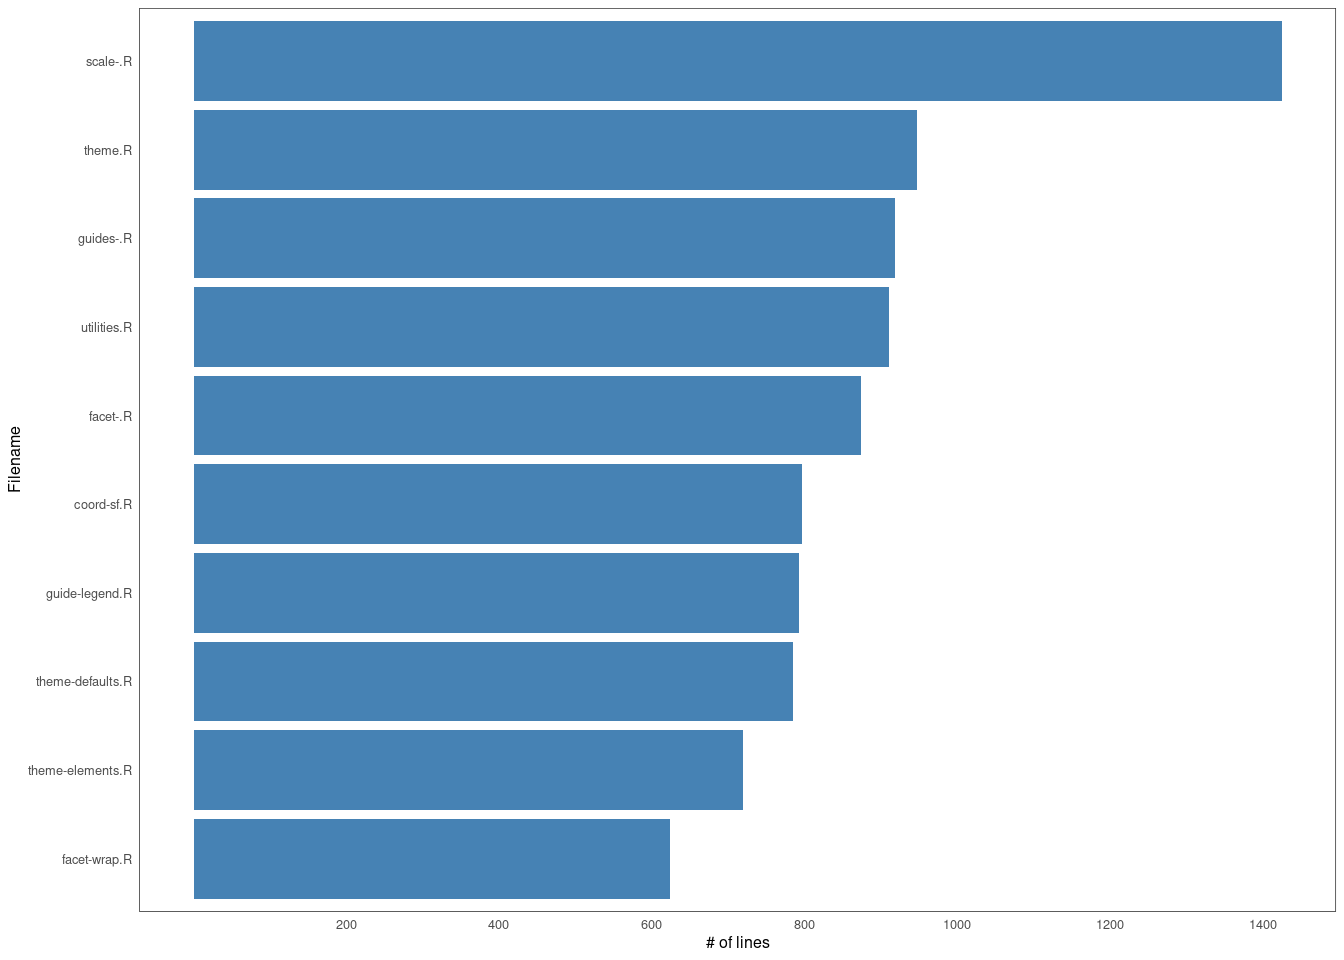 scale-.R
theme.R
guides-.R
utilities.R
facet-.R
coord-sf.R
guide-legend.R
theme-defaults.R
theme-elements.R
facet-wrap.R
Filename
200 400 600 800 1000 1200 1400
# of lines